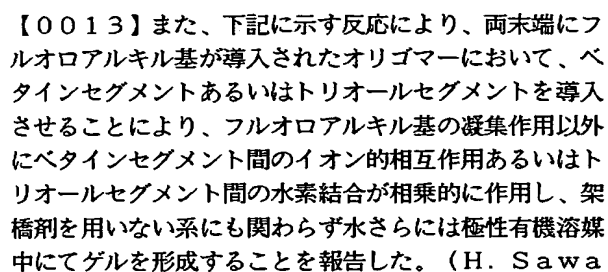 【００１３】また、下記に示す反応により、両末端にフ
ルオロアルキル基が導入されたオリゴマーにおいて、ベ
タインセグメントあるいはトリオールセグメントを導入
させることにより、フルオロアルキル基の凝集作用以外
にベタインセグメント間のイオン的相互作用あるいはト
リオールセグメント間の水素結合が相乗的に作用し、架
橋剤を用いない系にも関わらず水さらには極性有機溶媒
中にてゲルを形成することを報告した。（Ｈ．Ｓａｗａ